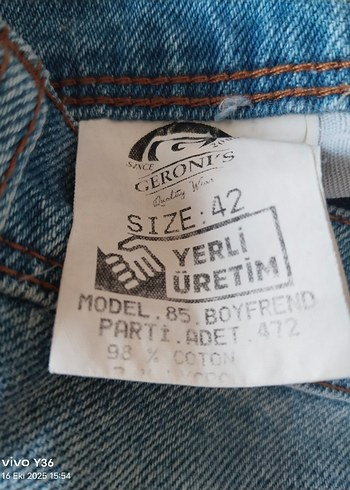 SINCE 200
GERONI'S
Quality Wear
SIZE:42
YERLİ
ÜRETİM
MODEL.85.BOYFREND
PARTİ.ADET.472
98 % COTON
vivo Y36
16 Eki 2025 15:54